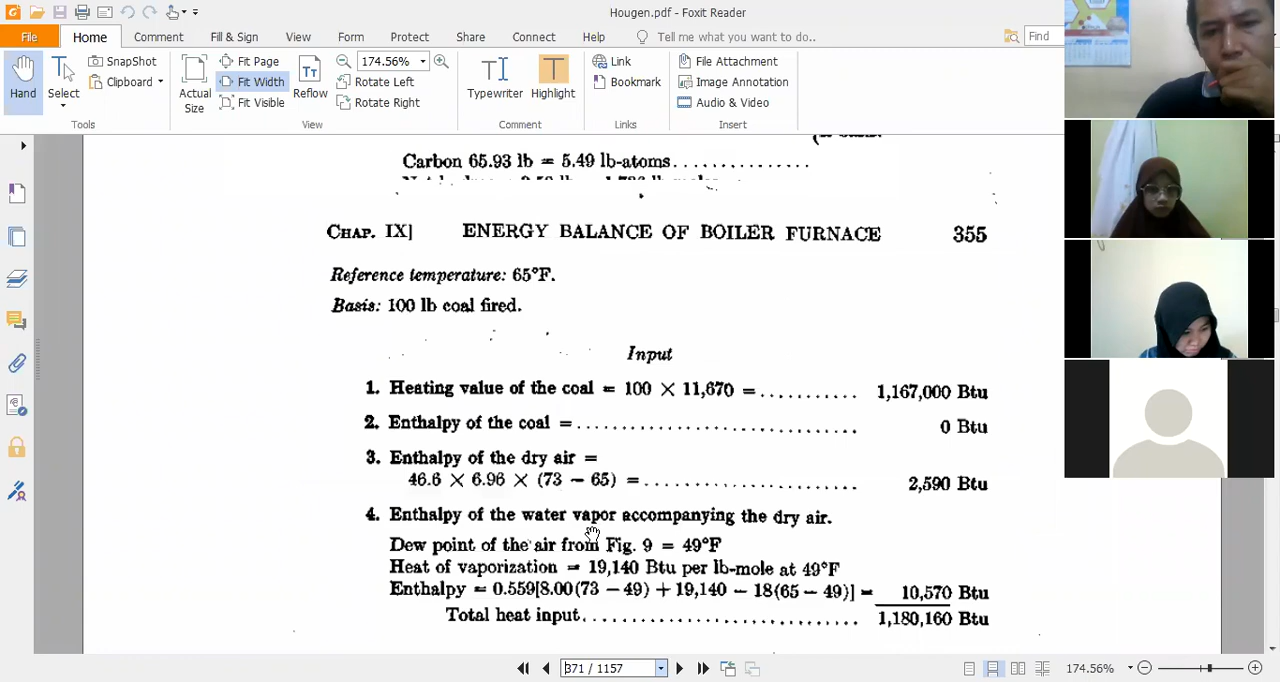 Hougen.pdf - Foxit Reader
File Home Comment Fill & Sign View Form Protect Share Connect Help Tell me what you want to do.. Find
Hand
Select
SnapShot
Clipboard
Tools
Actual Size
Fit Page
Fit Width
Fit Visible
Reflow
174.56%
Rotate Left
Rotate Right
View
Typewriter
Highlight
Comment
Link
Bookmark
Links
File Attachment
Image Annotation
Audio & Video
Insert
Carbon 65.93 lb = 5.49 lb-atoms..............
CHAP. IX] ENERGY BALANCE OF BOILER FURNACE 355
Reference temperature: 65°F.
Basis: 100 lb coal fired.
Input
1. Heating value of the coal = 100 × 11,670 = .......... 1,167,000 Btu
2. Enthalpy of the coal = ............................ 0 Btu
3. Enthalpy of the dry air =
46.6 × 6.96 × (73 − 65) = ...................... 2,590 Btu
4. Enthalpy of the water vapor accompanying the dry air.
Dew point of the air from Fig. 9 = 49°F
Heat of vaporization = 19,140 Btu per lb-mole at 49°F
Enthalpy = 0.559[8.00(73 − 49) + 19,140 − 18(65 − 49)] = 10,570 Btu
Total heat input............................ 1,180,160 Btu
371 / 1157
174.56%